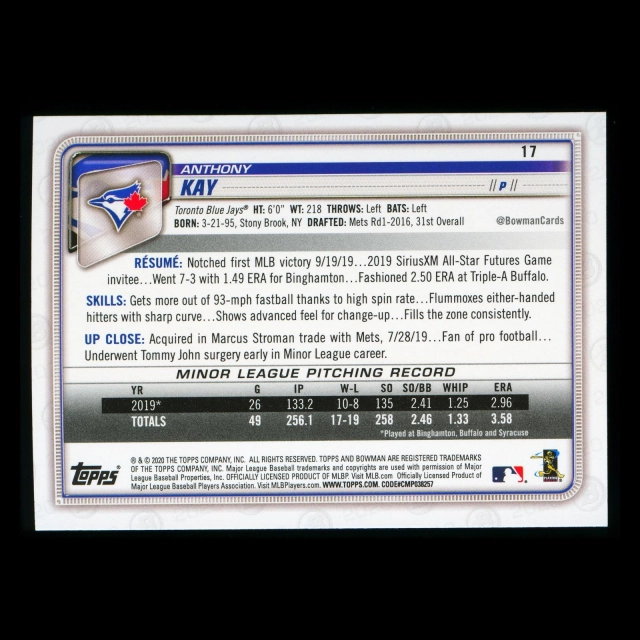 17
ANTHONY
KAY // P //
Toronto Blue Jays® HT: 6'0" WT: 218 THROWS: Left BATS: Left
BORN: 3-21-95, Stony Brook, NY DRAFTED: Mets Rd1-2016, 31st Overall @BowmanCards
RÉSUMÉ: Notched first MLB victory 9/19/19...2019 SiriusXM All-Star Futures Game
invitee...Went 7-3 with 1.49 ERA for Binghamton...Fashioned 2.50 ERA at Triple-A Buffalo.
SKILLS: Gets more out of 93-mph fastball thanks to high spin rate...Flummoxes either-handed
hitters with sharp curve...Shows advanced feel for change-up...Fills the zone consistently.
UP CLOSE: Acquired in Marcus Stroman trade with Mets, 7/28/19...Fan of pro football...
Underwent Tommy John surgery early in Minor League career.
MINOR LEAGUE PITCHING RECORD
YR G IP W-L SO SO/BB WHIP ERA
2019* 26 133.2 10-8 135 2.41 1.25 2.96
TOTALS 49 256.1 17-19 258 2.46 1.33 3.58
*Played at Binghamton, Buffalo and Syracuse
® & © 2020 THE TOPPS COMPANY, INC. ALL RIGHTS RESERVED. TOPPS AND BOWMAN ARE REGISTERED TRADEMARKS
OF THE TOPPS COMPANY, INC. Major League Baseball trademarks and copyrights are used with permission of Major
League Baseball Properties, Inc. OFFICIALLY LICENSED PRODUCT OF MLBP. Visit MLB.com Officially Licensed Product of
Major League Baseball Players Association. Visit MLBPlayers.com. WWW.TOPPS.COM. CODE#CMP038257
Topps®